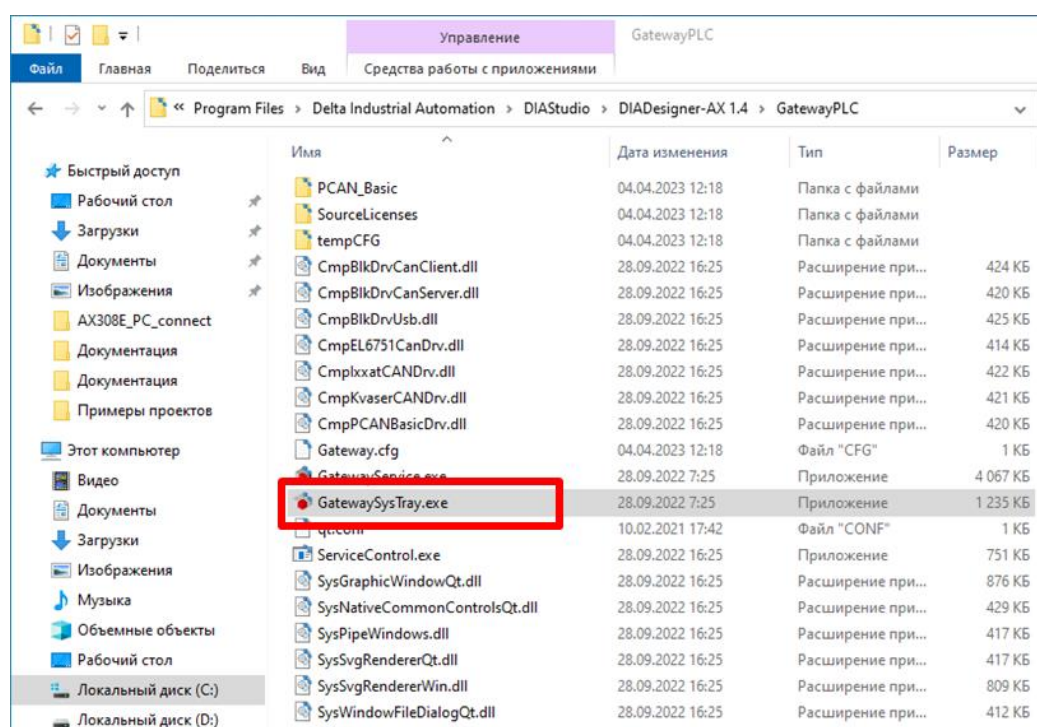 Управление GatewayPLC
Файл Главная Поделиться Вид Средства работы с приложениями
« Program Files › Delta Industrial Automation › DIAStudio › DIADesigner-AX 1.4 › GatewayPLC
Имя Дата изменения Тип Размер
Быстрый доступ
Рабочий стол
Загрузки
Документы
Изображения
AX308E_PC_connect
Документация
Документация
Примеры проектов
Этот компьютер
Видео
Документы
Загрузки
Изображения
Музыка
Объемные объекты
Рабочий стол
Локальный диск (C:)
Локальный диск (D:)
PCAN_Basic 04.04.2023 12:18 Папка с файлами
SourceLicenses 04.04.2023 12:18 Папка с файлами
tempCFG 04.04.2023 12:18 Папка с файлами
CmpBlkDrvCanClient.dll 28.09.2022 16:25 Расширение при... 424 КБ
CmpBlkDrvCanServer.dll 28.09.2022 16:25 Расширение при... 420 КБ
CmpBlkDrvUsb.dll 28.09.2022 16:25 Расширение при... 425 КБ
CmpEL6751CanDrv.dll 28.09.2022 16:25 Расширение при... 414 КБ
CmpIxxatCANDrv.dll 28.09.2022 16:25 Расширение при... 422 КБ
CmpKvaserCANDrv.dll 28.09.2022 16:25 Расширение при... 421 КБ
CmpPCANBasicDrv.dll 28.09.2022 16:25 Расширение при... 420 КБ
Gateway.cfg 04.04.2023 12:18 Файл "CFG" 1 КБ
GatewayService.exe 28.09.2022 7:25 Приложение 4 067 КБ
GatewaySysTray.exe 28.09.2022 7:25 Приложение 1 235 КБ
qt.conf 10.02.2021 17:42 Файл "CONF" 1 КБ
ServiceControl.exe 28.09.2022 16:25 Приложение 751 КБ
SysGraphicWindowQt.dll 28.09.2022 16:25 Расширение при... 876 КБ
SysNativeCommonControlsQt.dll 28.09.2022 16:25 Расширение при... 429 КБ
SysPipeWindows.dll 28.09.2022 16:25 Расширение при... 417 КБ
SysSvgRendererQt.dll 28.09.2022 16:25 Расширение при... 417 КБ
SysSvgRendererWin.dll 28.09.2022 16:25 Расширение при... 809 КБ
SysWindowFileDialogQt.dll 28.09.2022 16:25 Расширение при... 412 КБ